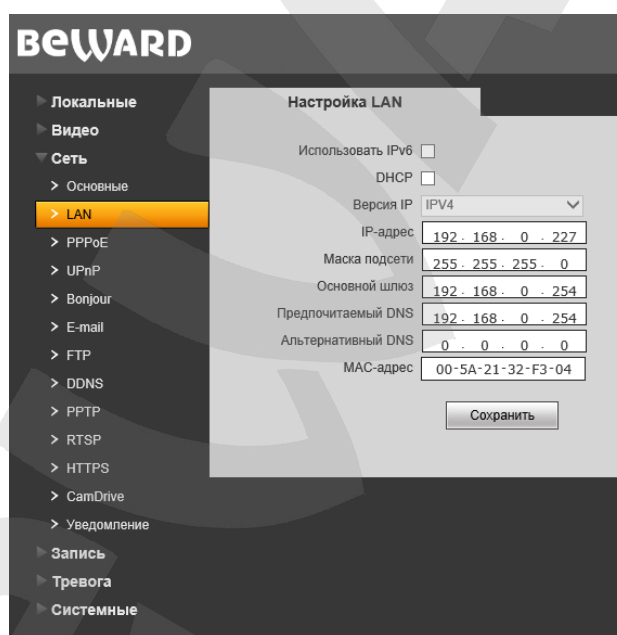 BEWARD
Локальные
Видео
Сеть
> Основные
> LAN
> PPPoE
> UPnP
> Bonjour
> E-mail
> FTP
> DDNS
> PPTP
> RTSP
> HTTPS
> CamDrive
> Уведомление
Запись
Тревога
Системные
Настройка LAN
Использовать IPv6
DHCP
Версия IP IPV4
IP-адрес 192 . 168 . 0 . 227
Маска подсети 255 . 255 . 255 . 0
Основной шлюз 192 . 168 . 0 . 254
Предпочитаемый DNS 192 . 168 . 0 . 254
Альтернативный DNS 0 . 0 . 0 . 0
MAC-адрес 00-5A-21-32-F3-04
Сохранить